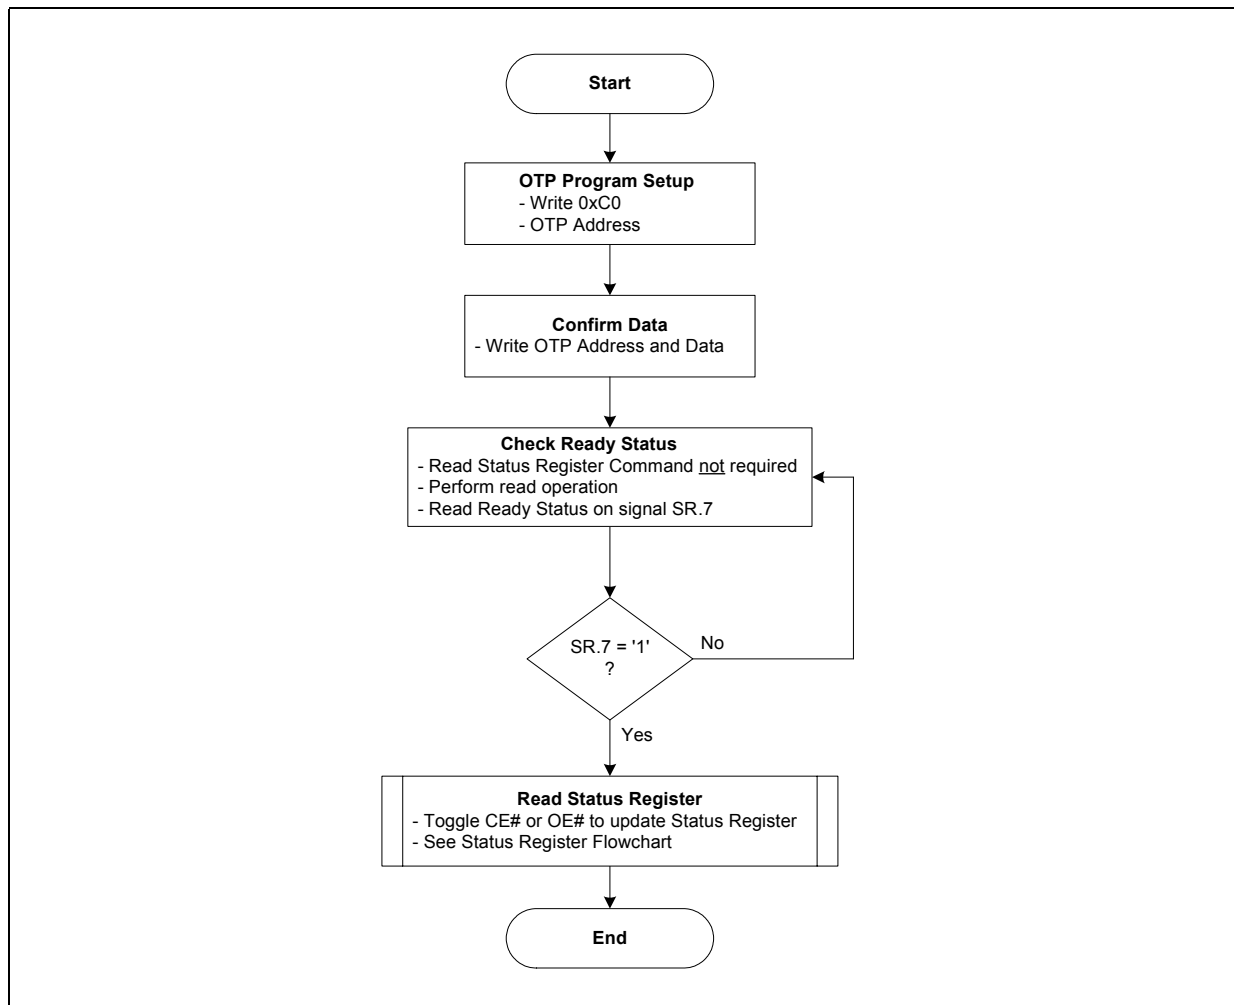 Start
OTP Program Setup
- Write 0xC0
- OTP Address
Confirm Data
- Write OTP Address and Data
Check Ready Status
- Read Status Register Command not required
- Perform read operation
- Read Ready Status on signal SR.7
SR.7 = '1'
?
No
Yes
Read Status Register
- Toggle CE# or OE# to update Status Register
- See Status Register Flowchart
End